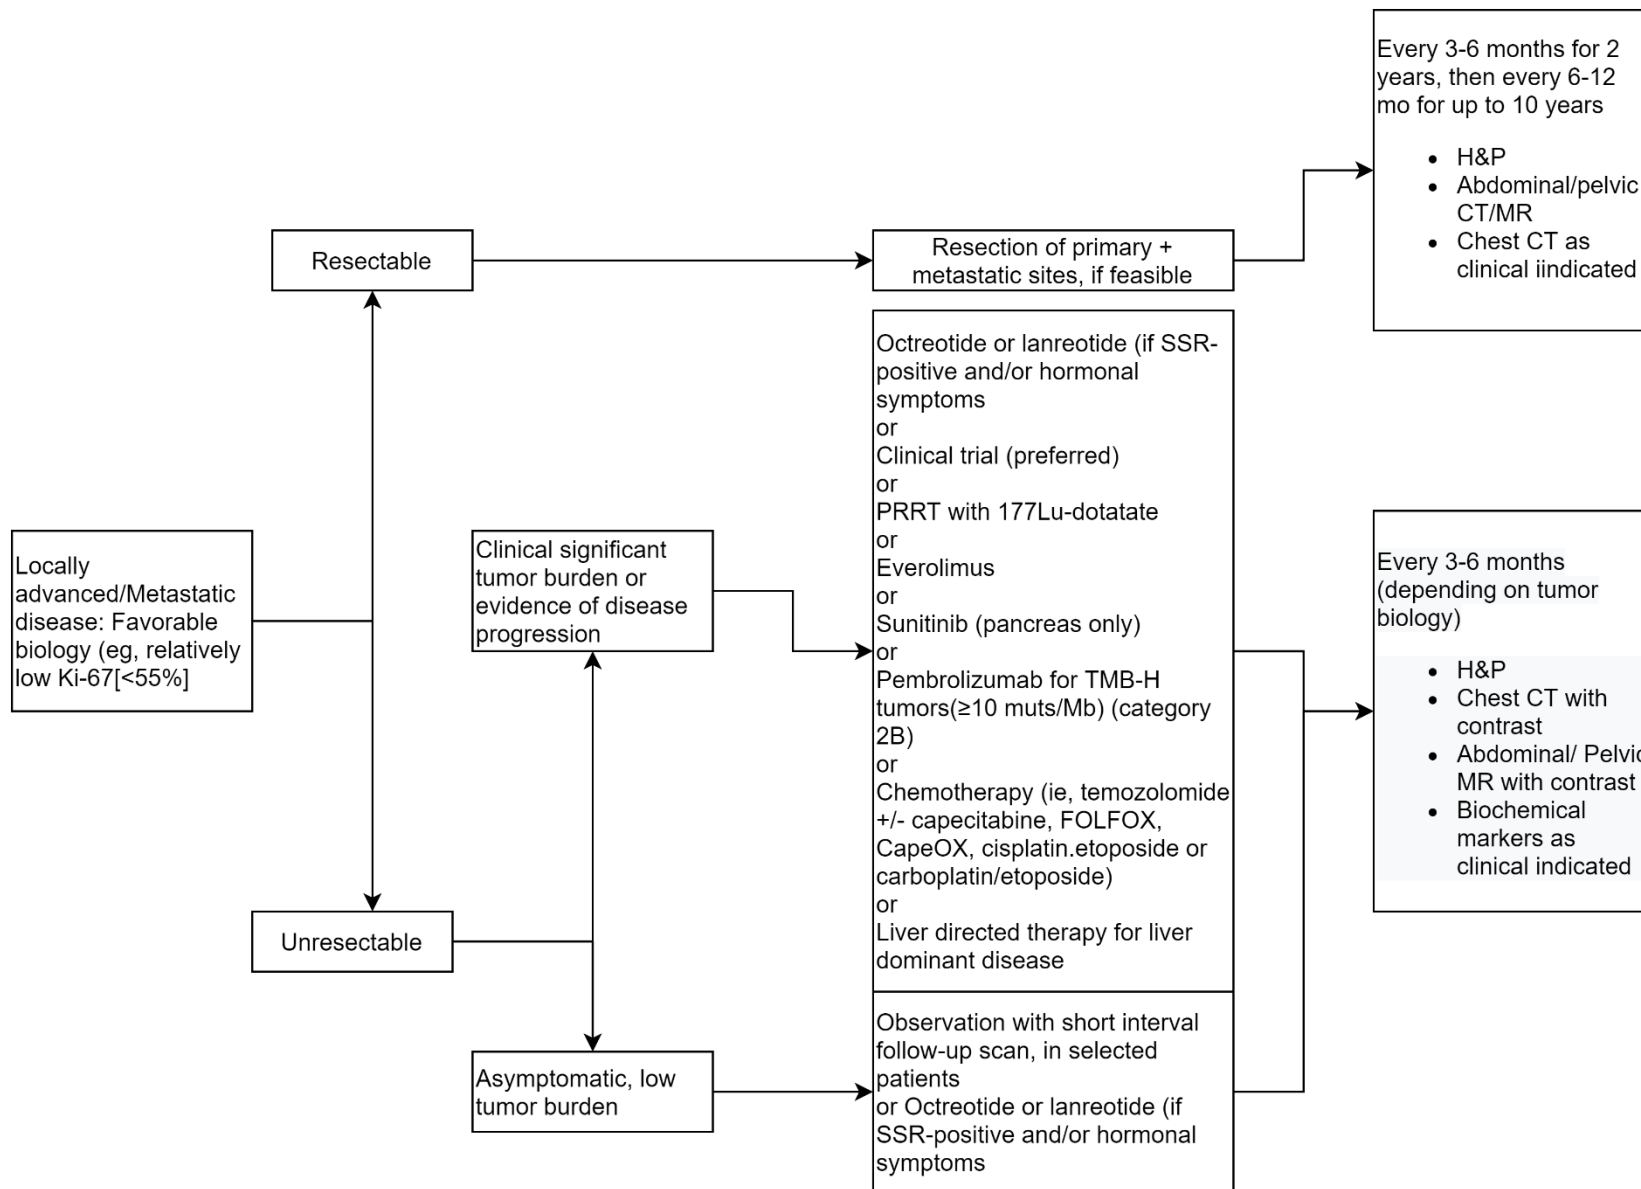 Every 3-6 months for 2
years, then every 6-12
mo for up to 10 years
H&P
Abdominal/pelvic
CT/MR
Chest CT as
clinical iindicated
Resectable
Resection of primary +
metastatic sites, if feasible
Locally
advanced/Metastatic
disease: Favorable
biology (eg, relatively
low Ki-67[<55%]
Unresectable
Clinical significant
tumor burden or
evidence of disease
progression
Octreotide or lanreotide (if SSR-
positive and/or hormonal
symptoms
or
Clinical trial (preferred)
or
PRRT with 177Lu-dotatate
or
Everolimus
or
Sunitinib (pancreas only)
or
Pembrolizumab for TMB-H
tumors(≥10 muts/Mb) (category
2B)
or
Chemotherapy (ie, temozolomide
+/- capecitabine, FOLFOX,
CapeOX, cisplatin.etoposide or
carboplatin/etoposide)
or
Liver directed therapy for liver
dominant disease
Asymptomatic, low
tumor burden
Observation with short interval
follow-up scan, in selected
patients
or Octreotide or lanreotide (if
SSR-positive and/or hormonal
symptoms
Every 3-6 months
(depending on tumor
biology)
H&P
Chest CT with
contrast
Abdominal/ Pelvic
MR with contrast
Biochemical
markers as
clinical indicated